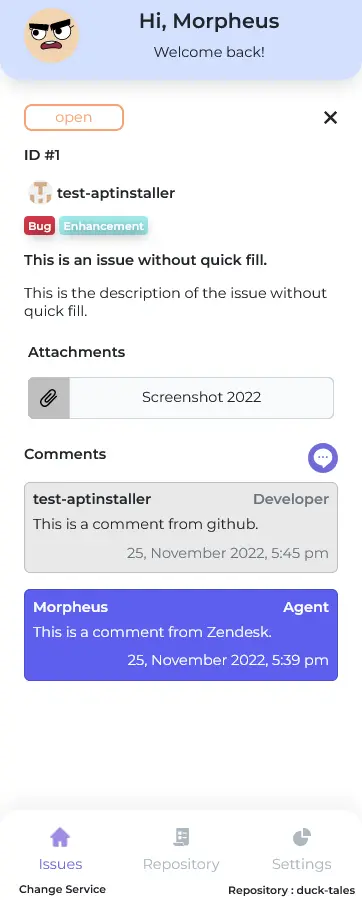 Hi, Morpheus
Welcome back!
open
ID #1
test-aptinstaller
Bug Enhancement
This is an issue without quick fill.
This is the description of the issue without
quick fill.
Attachments
Screenshot 2022
Comments
test-aptinstaller Developer
This is a comment from github.
25, November 2022, 5:45 pm
Morpheus Agent
This is a comment from Zendesk.
25, November 2022, 5:39 pm
Issues Repository Settings
Change Service Repository : duck-tales